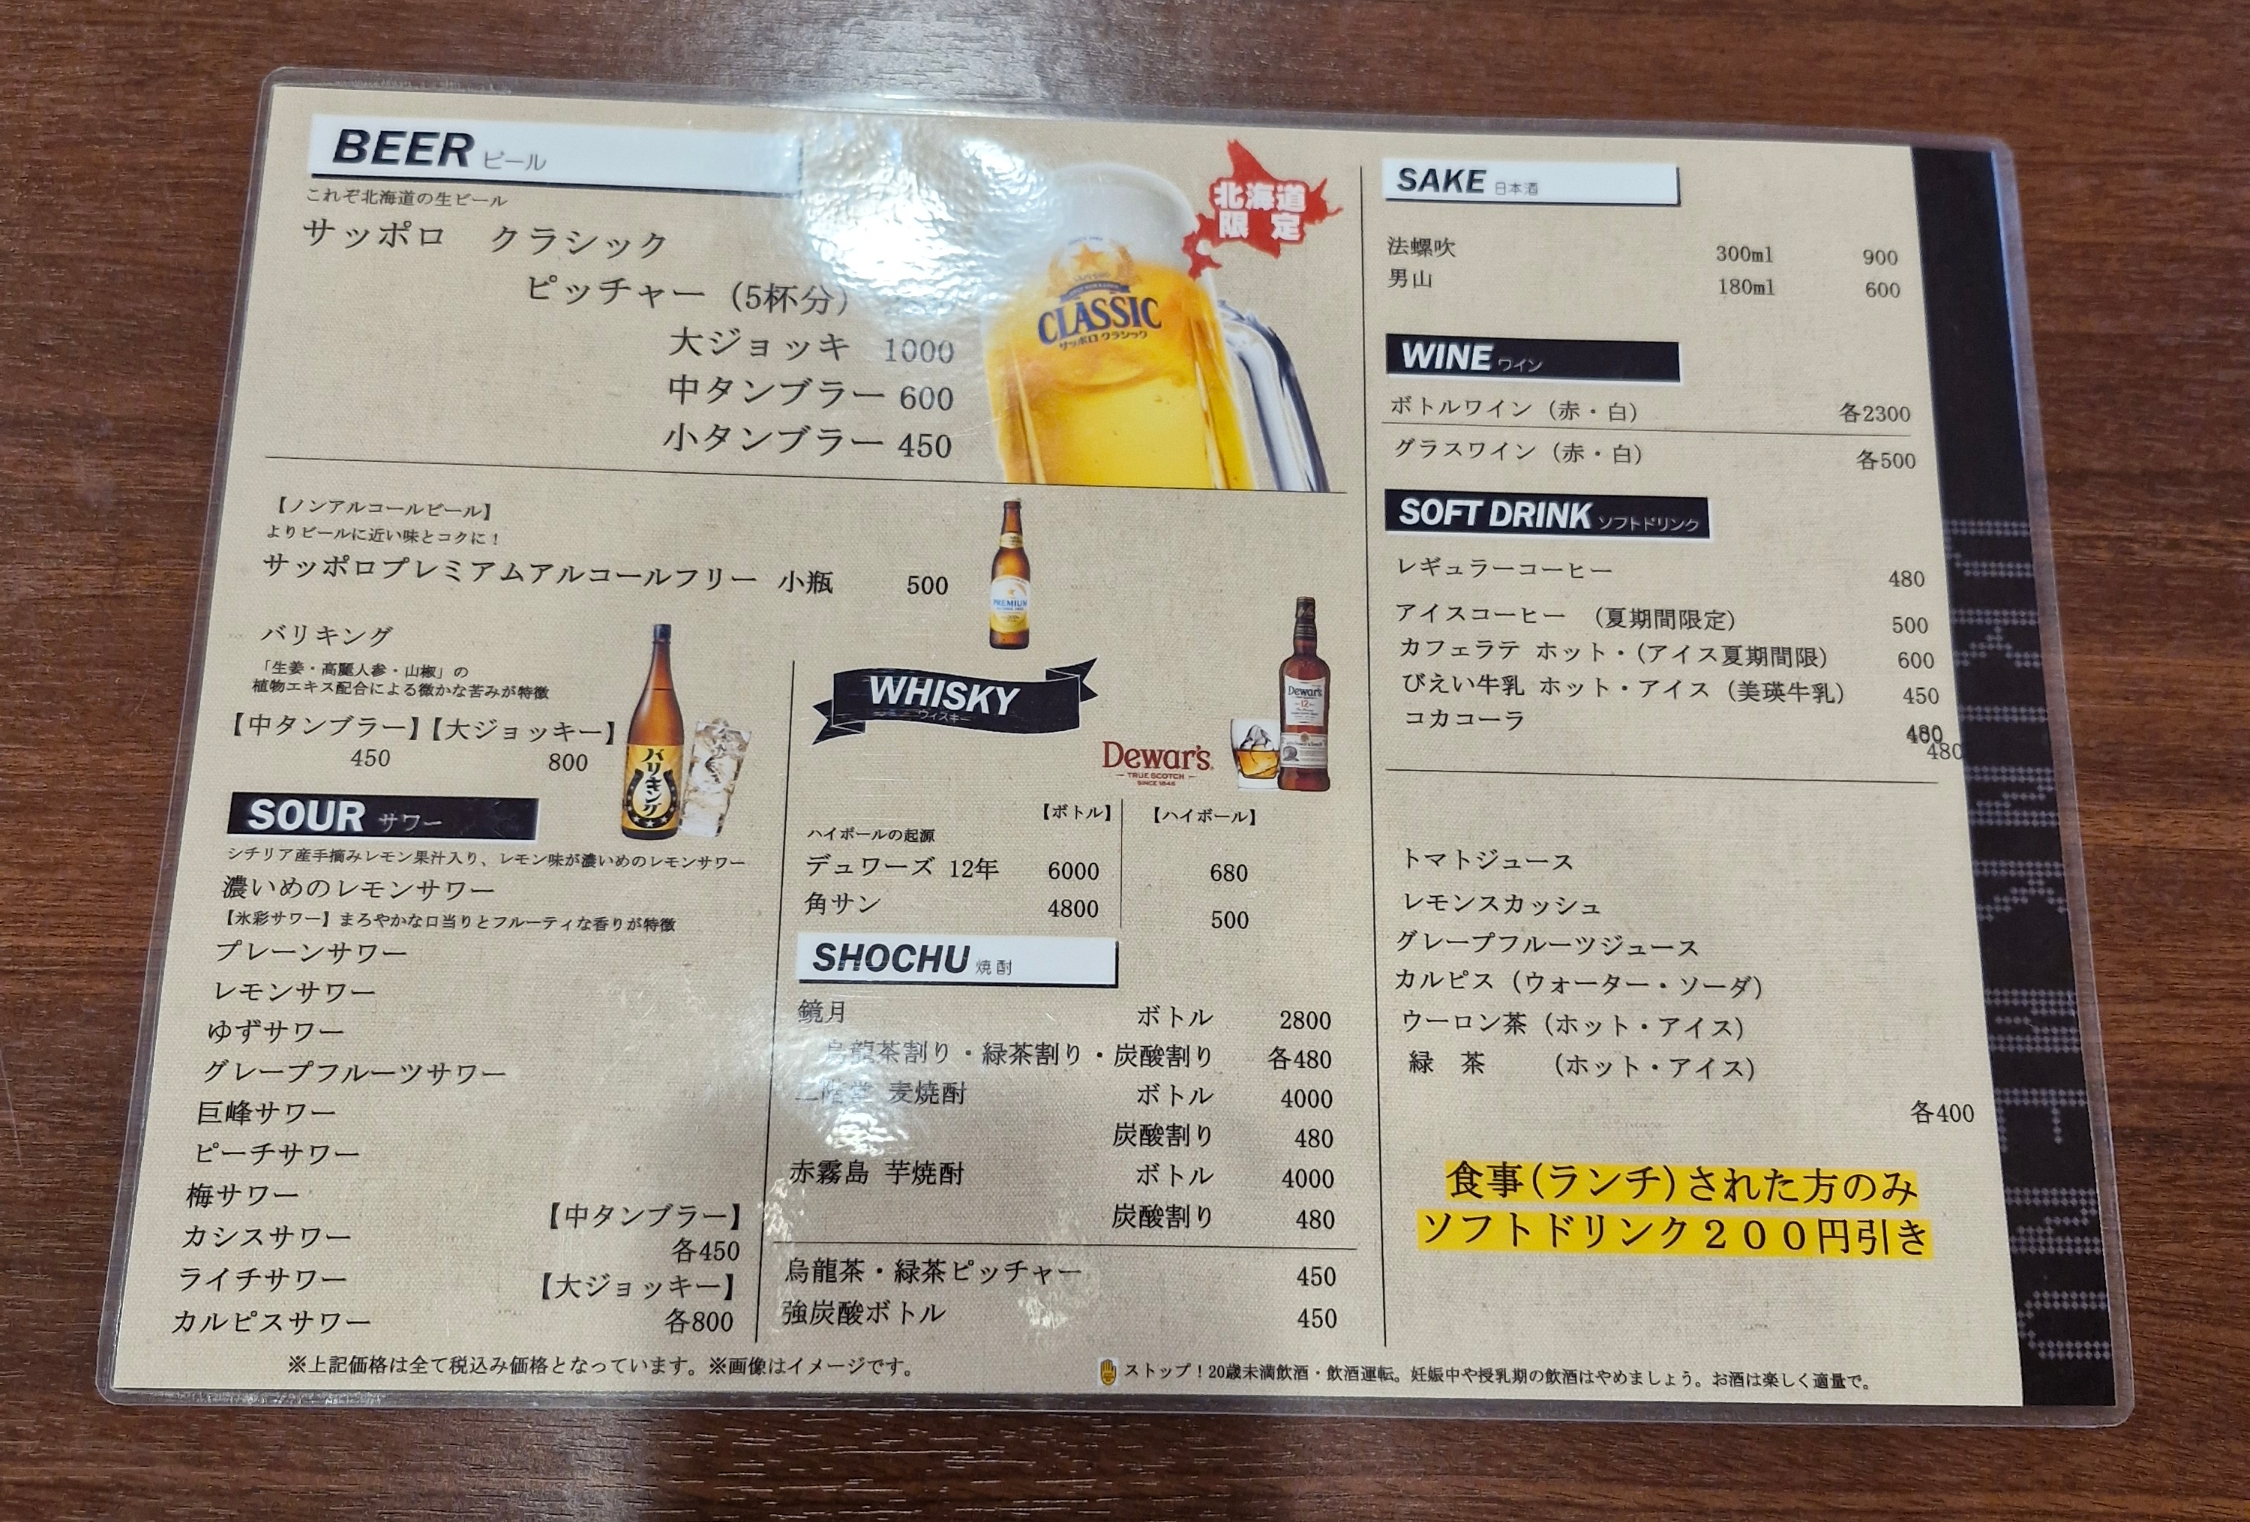 BEER ビール
これぞ北海道の生ビール
サッポロ クラシック
ピッチャー（5杯分）
大ジョッキ 1000
中タンブラー 600
小タンブラー 450
北海道
限定
CLASSIC
サッポロ クラシック
【ノンアルコールビール】
よりビールに近い味とコクに！
サッポロプレミアムアルコールフリー 小瓶 500
PREMIUM
バリキング
「生姜・高麗人参・山椒」の
植物エキス配合による微かな苦みが特徴
【中タンブラー】【大ジョッキー】
450 800
バリキング
SOUR サワー
シチリア産手摘みレモン果汁入り、レモン味が濃いめのレモンサワー
濃いめのレモンサワー
【氷彩サワー】まろやかな口当りとフルーティな香りが特徴
プレーンサワー
レモンサワー
ゆずサワー
グレープフルーツサワー
巨峰サワー
ピーチサワー
梅サワー
カシスサワー
ライチサワー
カルピスサワー
【中タンブラー】
各450
【大ジョッキー】
各800
WHISKY
ウィスキー
Dewar's
TRUE SCOTCH
SINCE 1846
Dewar's
12
【ボトル】 【ハイボール】
ハイボールの起源
デュワーズ 12年 6000 680
角サン 4800 500
SHOCHU 焼酎
鏡月 ボトル 2800
烏龍茶割り・緑茶割り・炭酸割り 各480
二階堂 麦焼酎 ボトル 4000
炭酸割り 480
赤霧島 芋焼酎 ボトル 4000
炭酸割り 480
烏龍茶・緑茶ピッチャー 450
強炭酸ボトル 450
SAKE 日本酒
法螺吹 300ml 900
男山 180ml 600
WINE ワイン
ボトルワイン（赤・白） 各2300
グラスワイン（赤・白） 各500
SOFT DRINK ソフトドリンク
レギュラーコーヒー 480
アイスコーヒー （夏期間限定） 500
カフェラテ ホット・（アイス夏期間限） 600
びえい牛乳 ホット・アイス（美瑛牛乳） 450
コカコーラ
480
トマトジュース
レモンスカッシュ
グレープフルーツジュース
カルピス（ウォーター・ソーダ）
ウーロン茶（ホット・アイス）
緑 茶 （ホット・アイス）
各400
食事(ランチ)された方のみ
ソフトドリンク２００円引き
※上記価格は全て税込み価格となっています。※画像はイメージです。
ストップ！20歳未満飲酒・飲酒運転。妊娠中や授乳期の飲酒はやめましょう。お酒は楽しく適量で。